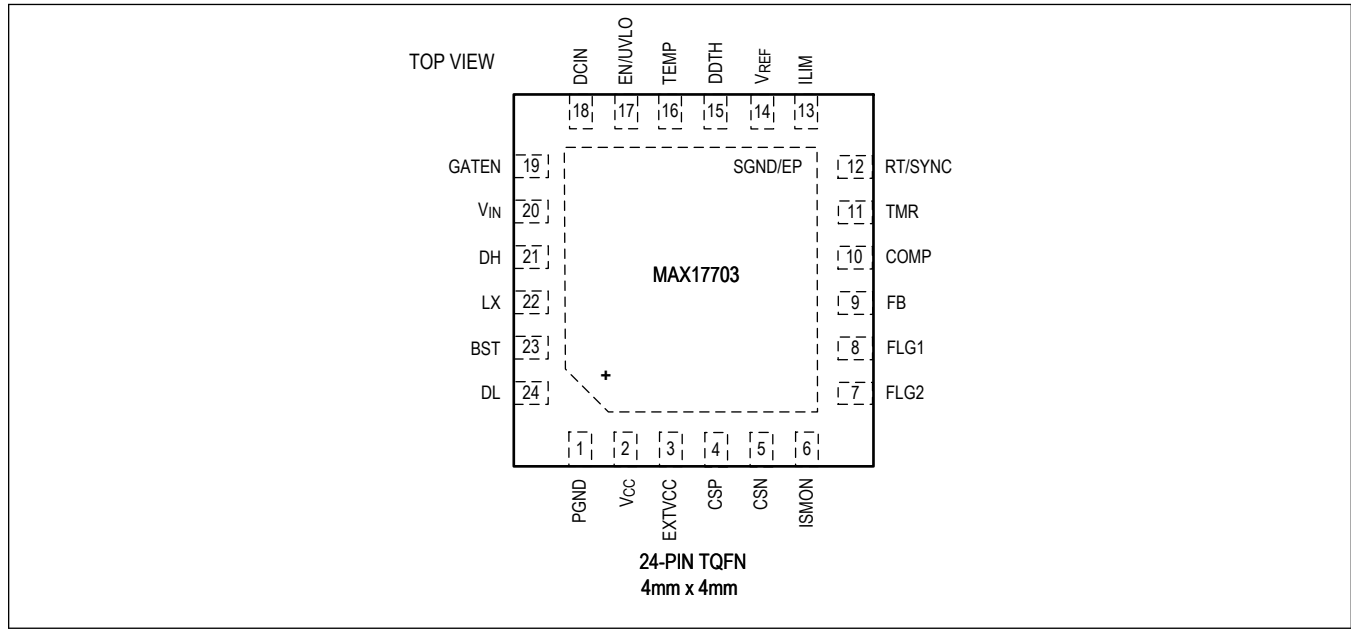 TOP VIEW
DCIN
EN/UVLO
TEMP
DDTH
VREF
ILIM
18 17 16 15 14 13
GATEN 19 SGND/EP 12 RT/SYNC
VIN 20 11 TMR
DH 21 10 COMP
MAX17703
LX 22 9 FB
BST 23 8 FLG1
+
DL 24 7 FLG2
1 2 3 4 5 6
PGND
VCC
EXTVCC
CSP
CSN
ISMON
24-PIN TQFN
4mm x 4mm